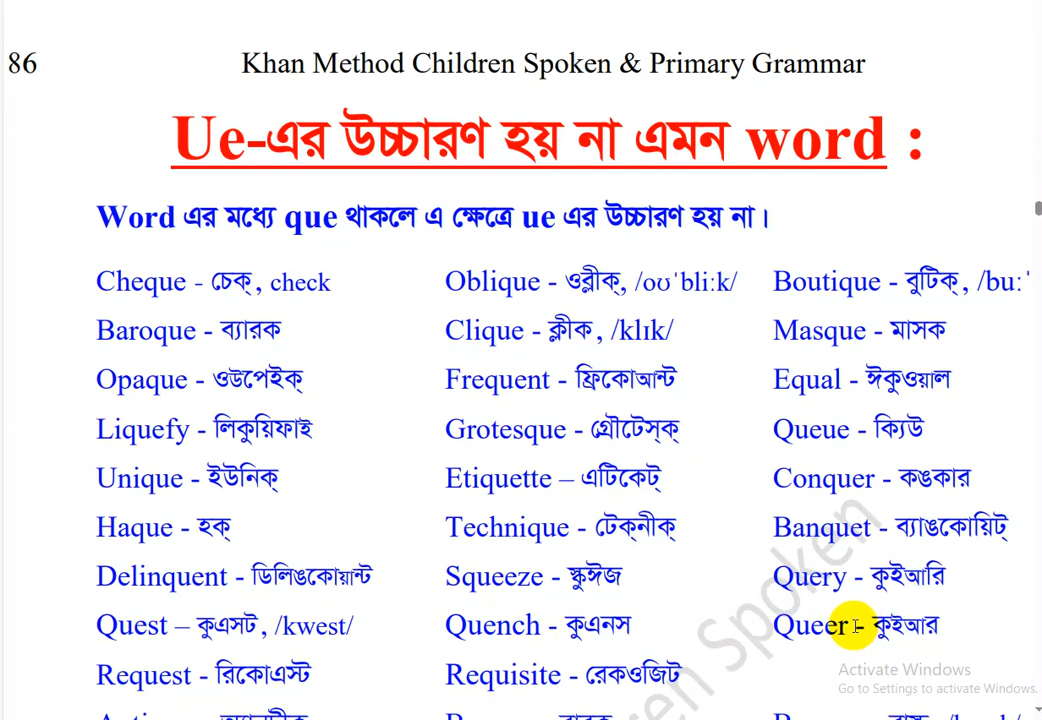 86 Khan Method Children Spoken & Primary Grammar
Ue-এর উচ্চারণ হয় না এমন word :
Word এর মধ্যে que থাকলে এ ক্ষেত্রে ue এর উচ্চারণ হয় না।
Cheque - চেক্, check Oblique - ওব্লীক্, /oʊˈbliːk/ Boutique - বুটিক্, /buːˈ
Baroque - ব্যারক Clique - ক্লীক, /klɪk/ Masque - মাসক
Opaque - ওউপেইক্ Frequent - ফ্রিকোআন্ট Equal - ঈকুওয়াল
Liquefy - লিকুয়িফাই Grotesque - গ্রৌটেস্ক্ Queue - ক্যিউ
Unique - ইউনিক্ Etiquette – এটিকেট্ Conquer - কঙকার
Haque - হক্ Technique - টেক্নীক্ Banquet - ব্যাঙকোয়িট্
Delinquent - ডিলিঙকোয়ান্ট Squeeze - স্কুঈজ Query - কুইআরি
Quest – কুএসট, /kwest/ Quench - কুএনস Queer - কুইআর
Request - রিকোএস্ট Requisite - রেকওজিট
Activate Windows
Go to Settings to activate Windows.